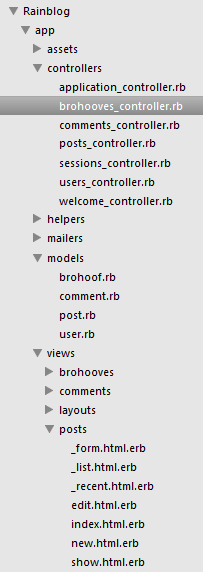 Rainblog
app
assets
controllers
application_controller.rb
brohooves_controller.rb
comments_controller.rb
posts_controller.rb
sessions_controller.rb
users_controller.rb
welcome_controller.rb
helpers
mailers
models
brohoof.rb
comment.rb
post.rb
user.rb
views
brohooves
comments
layouts
posts
_form.html.erb
_list.html.erb
_recent.html.erb
edit.html.erb
index.html.erb
new.html.erb
show.html.erb